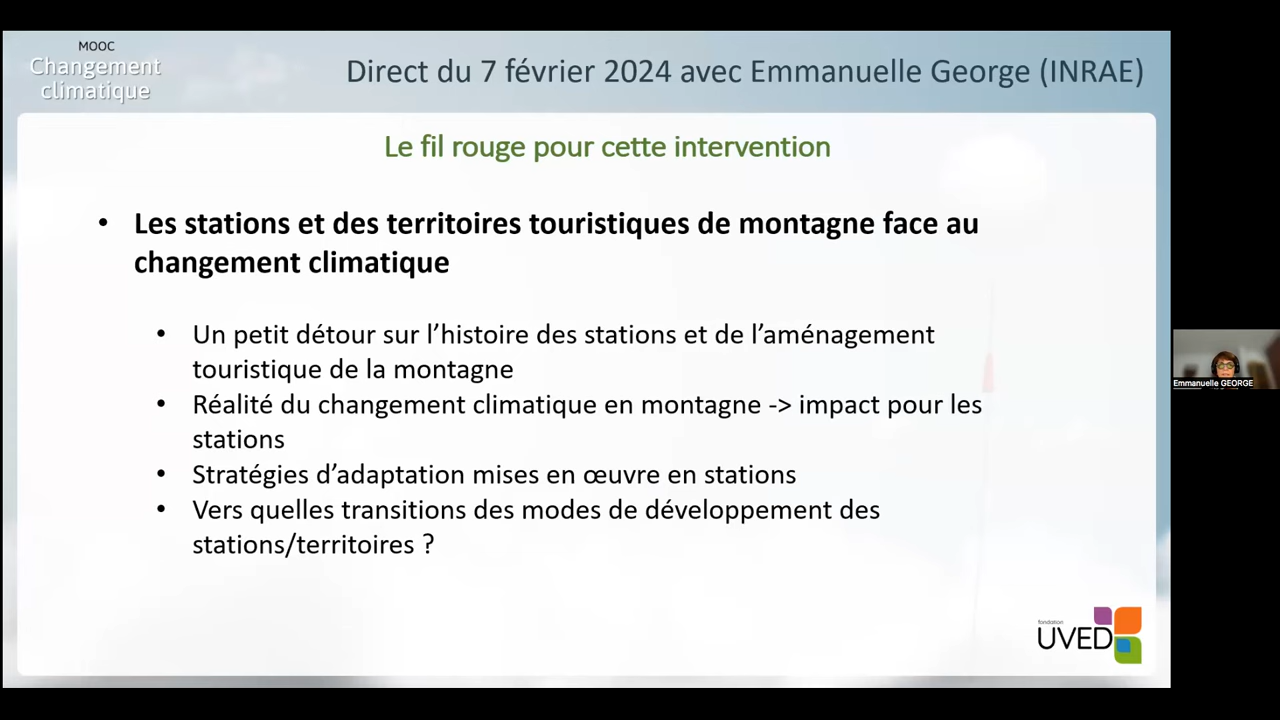 MOOC
Changement
climatique
Direct du 7 février 2024 avec Emmanuelle George (INRAE)
Le fil rouge pour cette intervention
• Les stations et des territoires touristiques de montagne face au
changement climatique
• Un petit détour sur l’histoire des stations et de l’aménagement
touristique de la montagne
• Réalité du changement climatique en montagne -> impact pour les
stations
• Stratégies d’adaptation mises en œuvre en stations
• Vers quelles transitions des modes de développement des
stations/territoires ?
Emmanuelle GEORGE
fondation
UVED